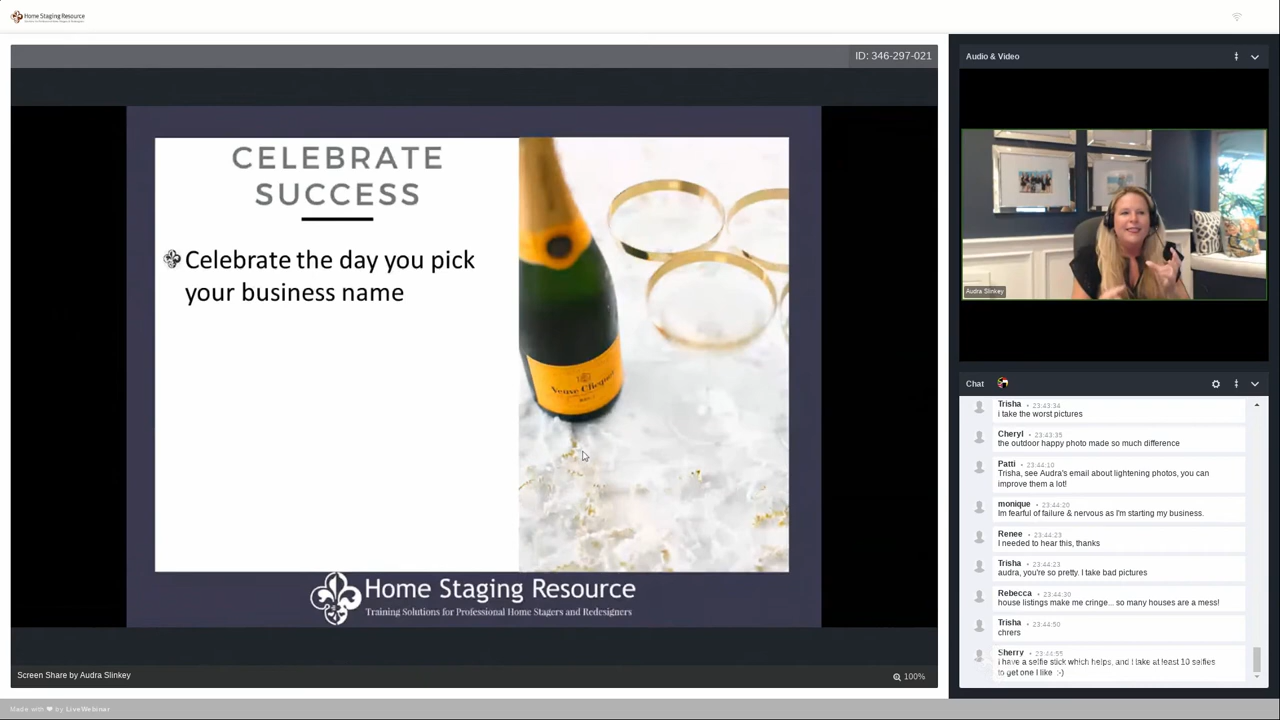 Home Staging Resource
ID: 346-297-021
CELEBRATE
SUCCESS
Celebrate the day you pick
your business name
Veuve Clicquot
Home Staging Resource
Training Solutions for Professional Home Stagers and Redesigners
Screen Share by Audra Slinkey
100%
Audio & Video
Audra Slinkey
Chat
Trisha • 23:43:34
i take the worst pictures
Cheryl • 23:43:35
the outdoor happy photo made so much difference
Patti • 23:44:10
Trisha, see Audra's email about lightening photos, you can
improve them a lot!
monique • 23:44:20
Im fearful of failure & nervous as I'm starting my business.
Renee • 23:44:23
I needed to hear this, thanks
Trisha • 23:44:23
audra, you're so pretty. I take bad pictures
Rebecca • 23:44:30
house listings make me cringe... so many houses are a mess!
Trisha • 23:44:50
chrers
Sherry • 23:44:55
i have a selfie stick which helps, and I take at least 10 selfies
to get one I like :-)
Made with ❤ by LiveWebinar